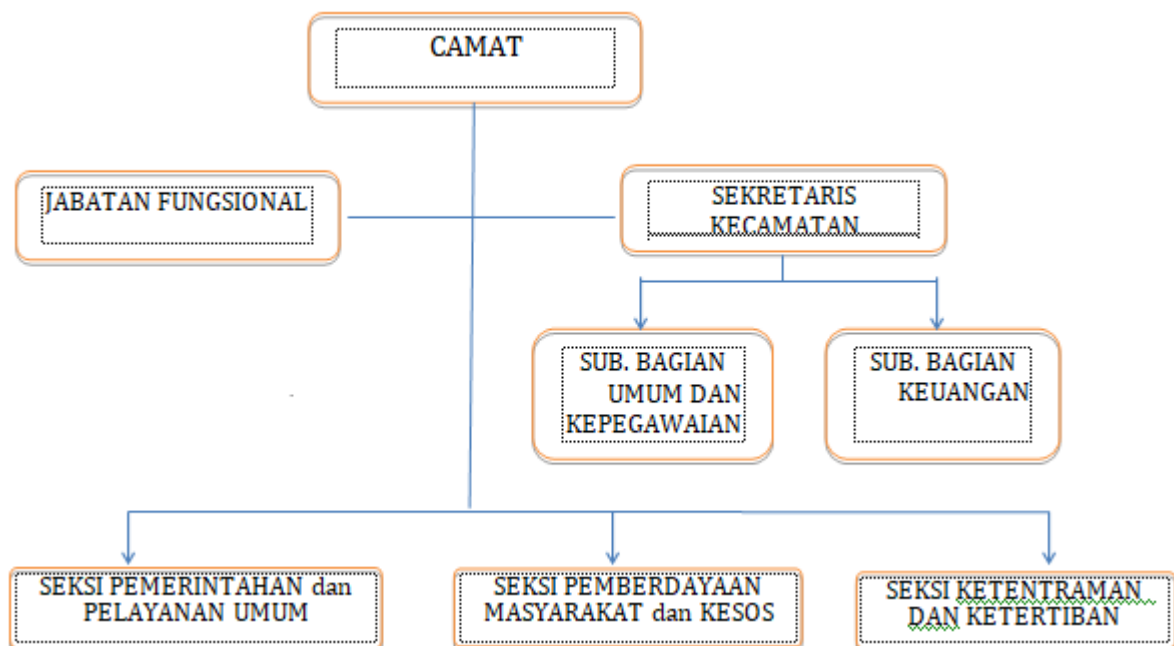 CAMAT
JABATAN FUNGSIONAL
SEKRETARIS
KECAMATAN
SUB. BAGIAN
UMUM DAN
KEPEGAWAIAN
SUB. BAGIAN
KEUANGAN
SEKSI PEMERINTAHAN dan
PELAYANAN UMUM
SEKSI PEMBERDAYAAN
MASYARAKAT dan KESOS
SEKSI KETENTRAMAN
DAN KETERTIBAN